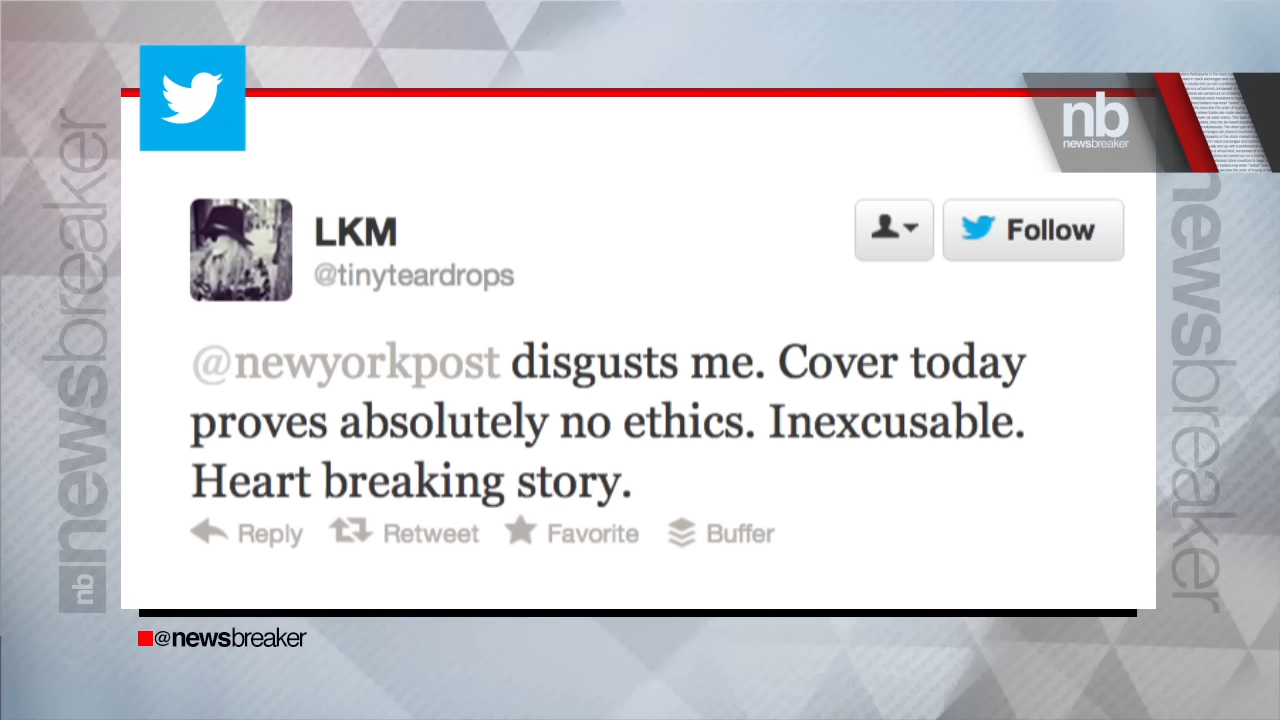 nb
newsbreaker
LKM
@tinyteardrops
Follow
@newyorkpost disgusts me. Cover today
proves absolutely no ethics. Inexcusable.
Heart breaking story.
Reply Retweet Favorite Buffer
@newsbreaker
nb newsbreaker
newsbreaker